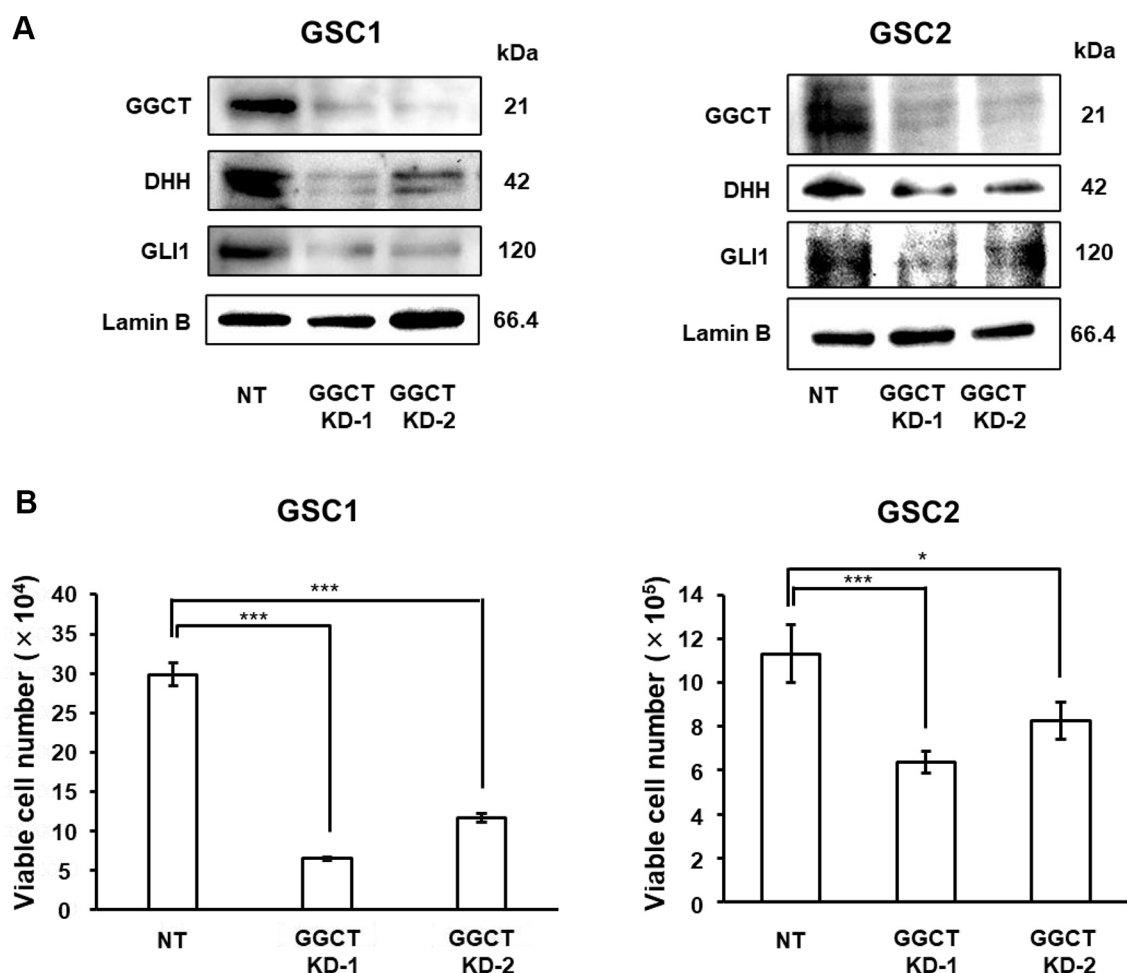 A
GSC1
kDa
GGCT
21
DHH
42
GLI1
120
Lamin B
66.4
NT
GGCT
KD-1
GGCT
KD-2
GSC2
kDa
GGCT
21
DHH
42
GLI1
120
Lamin B
66.4
NT
GGCT
KD-1
GGCT
KD-2
B
GSC1
Viable cell number (×10⁴)
40
35
30
25
20
15
10
5
0
***
***
NT
GGCT
KD-1
GGCT
KD-2
GSC2
Viable cell number (×10⁵)
14
12
10
8
6
4
2
0
*
***
NT
GGCT
KD-1
GGCT
KD-2